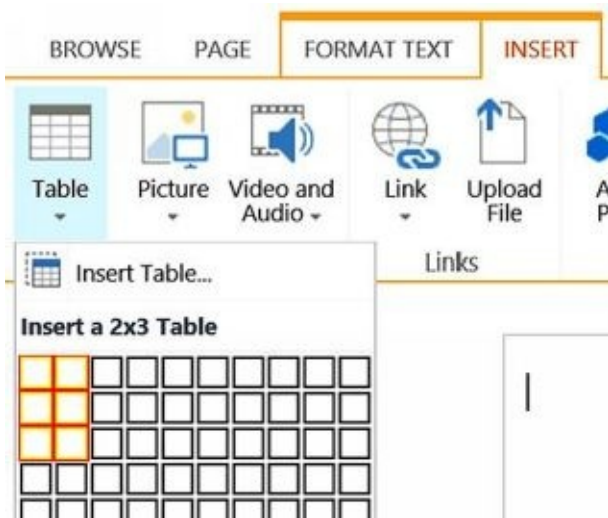 BROWSE PAGE FORMAT TEXT INSERT
Table Picture Video and Audio Link Upload File
Links
Insert Table...
Insert a 2x3 Table